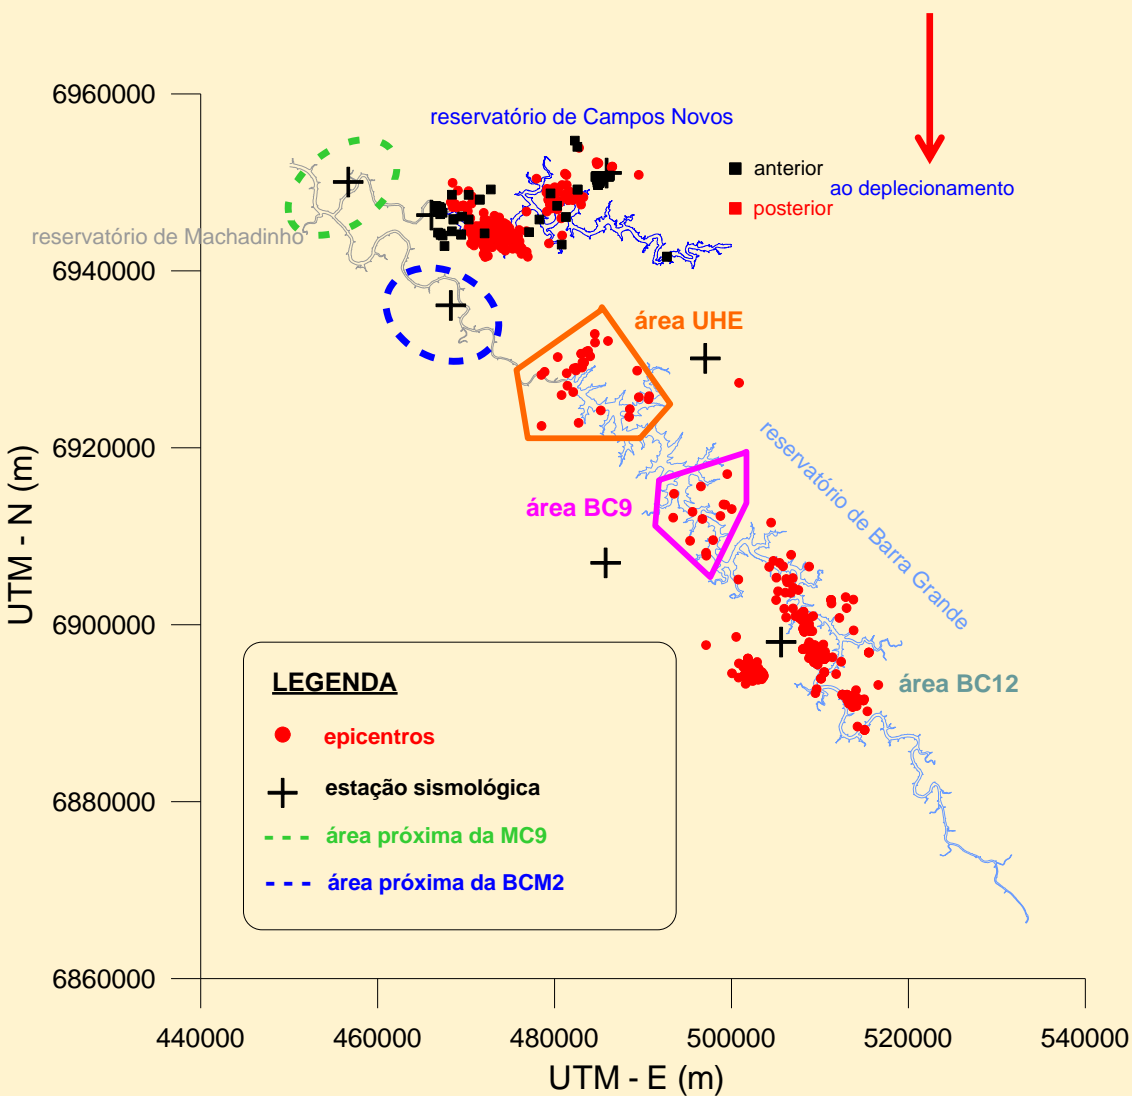 6960000
6940000
6920000
6900000
6880000
6860000
UTM - N (m)
440000
460000
480000
500000
520000
540000
UTM - E (m)
reservatório de Campos Novos
anterior
ao deplecionamento
posterior
reservatório de Machadinho
área UHE
reservatório de Barra Grande
área BC9
área BC12
LEGENDA
epicentros
estação sismológica
área próxima da MC9
área próxima da BCM2